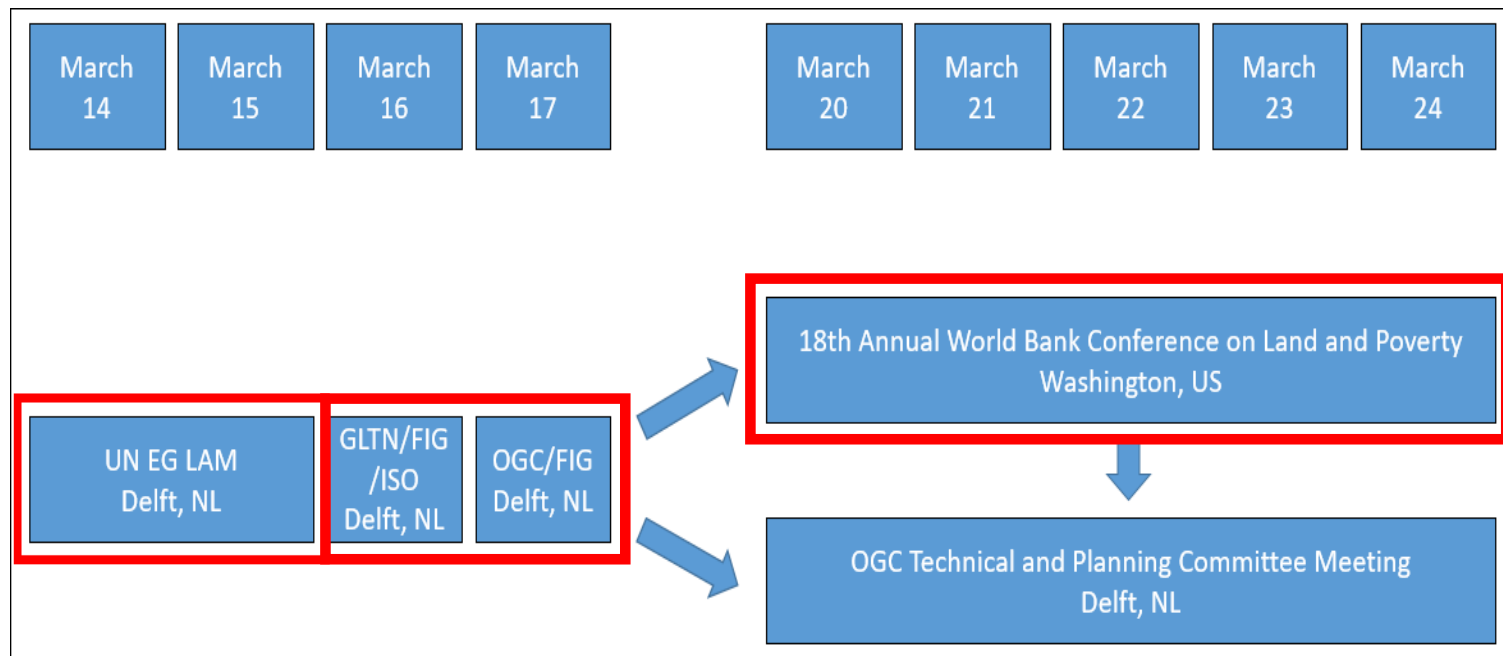 March
14
March
15
March
16
March
17
March
20
March
21
March
22
March
23
March
24
18th Annual World Bank Conference on Land and Poverty
Washington, US
UN EG LAM
Delft, NL
GLTN/FIG
/ISO
Delft, NL
OGC/FIG
Delft, NL
OGC Technical and Planning Committee Meeting
Delft, NL